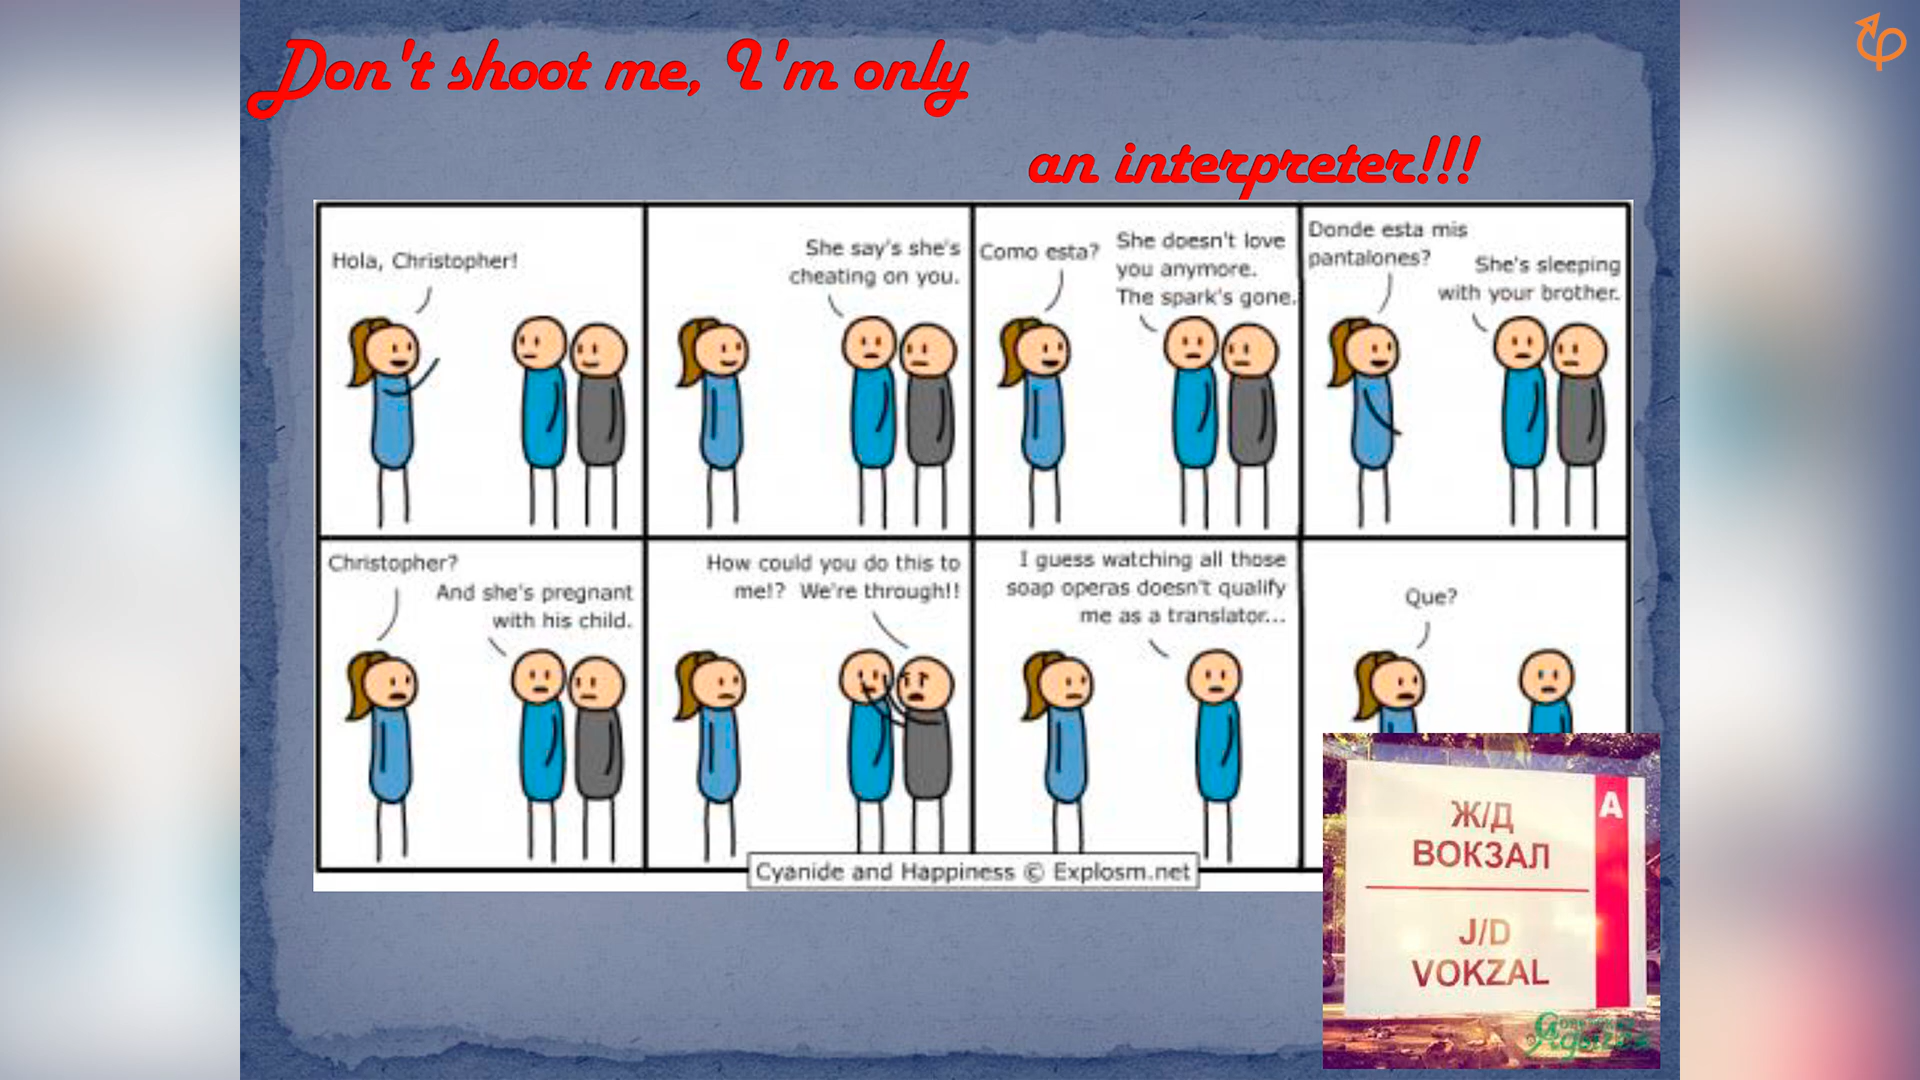 Don't shoot me, I'm only
an interpreter!!!
Hola, Christopher!
She say's she's
cheating on you.
Como esta?
She doesn't love
you anymore.
The spark's gone.
Donde esta mis
pantalones?
She's sleeping
with your brother.
Christopher?
And she's pregnant
with his child.
How could you do this to
me!? We're through!!
I guess watching all those
soap operas doesn't qualify
me as a translator...
Que?
Cyanide and Happiness © Explosm.net
A
Ж/Д
ВОКЗАЛ
J/D
VOKZAL